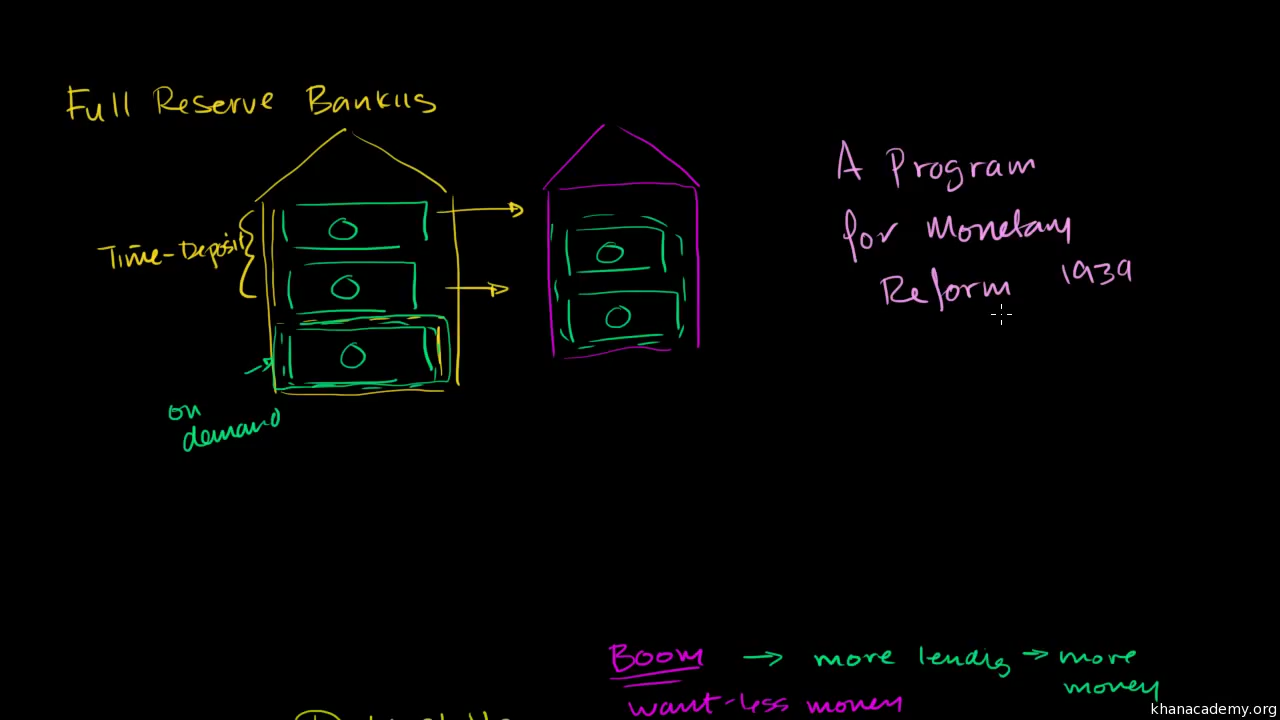 Full Reserve Banking
A Program
for Monetary
Reform 1939
Time-Deposit
on
demand
Boom → more lending → more
money
want less money
khanacademy.org